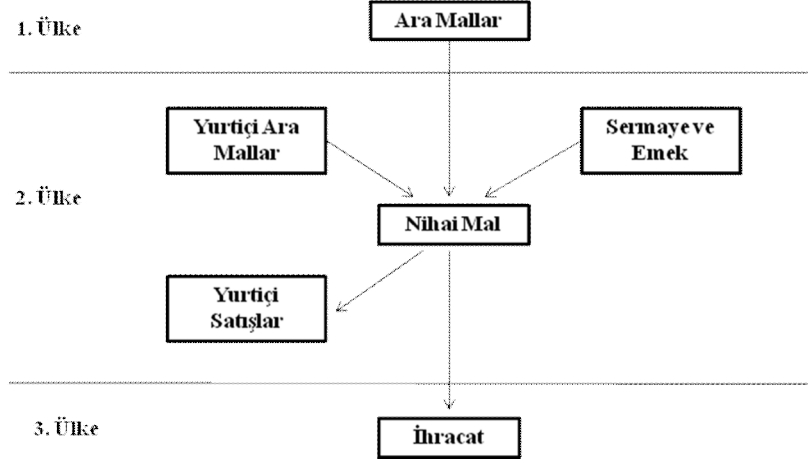 1. Ülke
Ara Mallar
Yurtiçi Ara
Mallar
Sermaye ve
Emek
2. Ülke
Nihai Mal
Yurtiçi
Satışlar
3. Ülke
İhracat